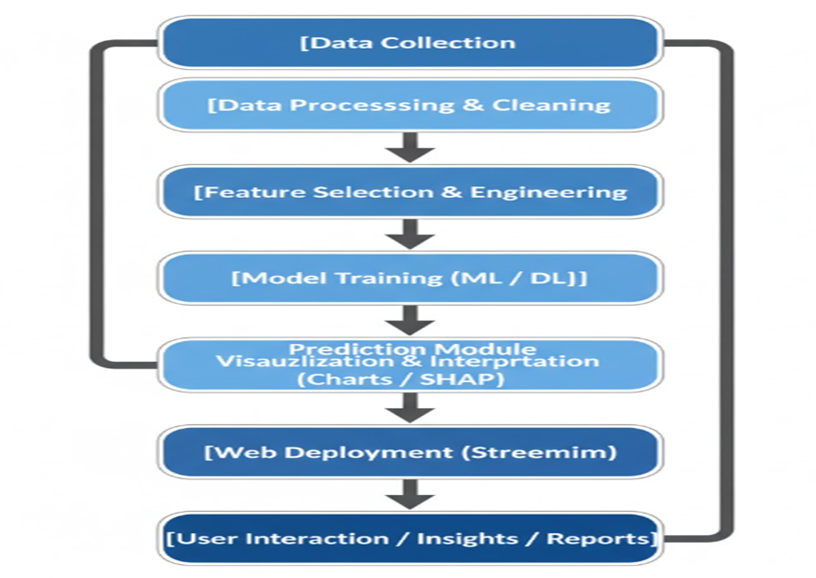 [Data Collection
[Data Processsing & Cleaning
[Feature Selection & Engineering
[Model Training (ML / DL)]
Prediction Module
Visauzlization & Interprtation
(Charts / SHAP)
[Web Deployment (Streemim)
[User Interaction / Insights / Reports]